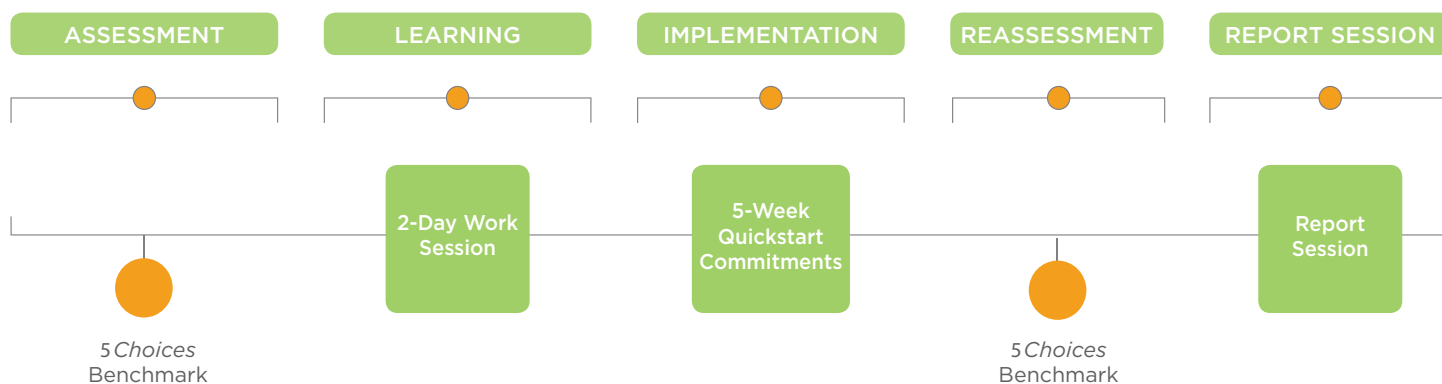 ASSESSMENT
LEARNING
IMPLEMENTATION
REASSESSMENT
REPORT SESSION
2-Day Work
Session
5-Week
Quickstart
Commitments
Report
Session
5 Choices
Benchmark
5 Choices
Benchmark